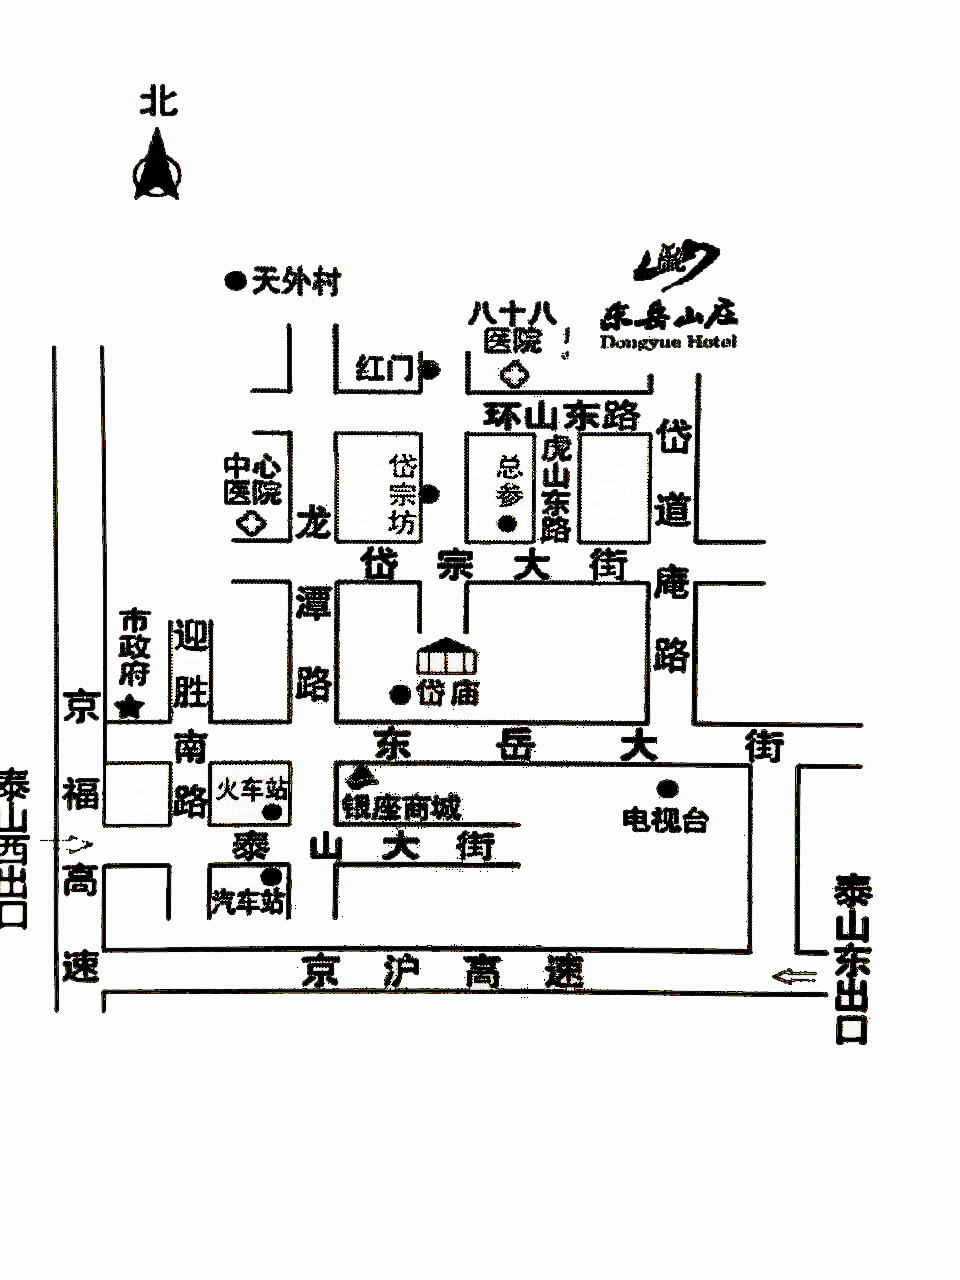 北
天外村
东岳山庄
Dongyue Hotel
八十八
医院
红门
环山东路
岱道庵路
中心
医院
岱宗坊
总参
虎山东路
龙潭路
岱宗大街
市政府
迎胜南路
岱庙
京福高速
东岳大街
泰山西出口
火车站
银座商城
电视台
泰山大街
汽车站
泰山东出口
京沪高速